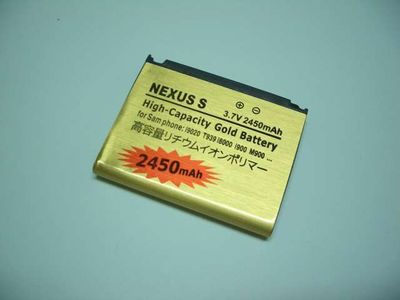 NEXUS S
3.7V 2450mAh
High-Capacity Gold Battery
for Sam phone: i9020 T939 i8000 i900 M900 ...
高容量リチウムイオンポリマー
2450mAh